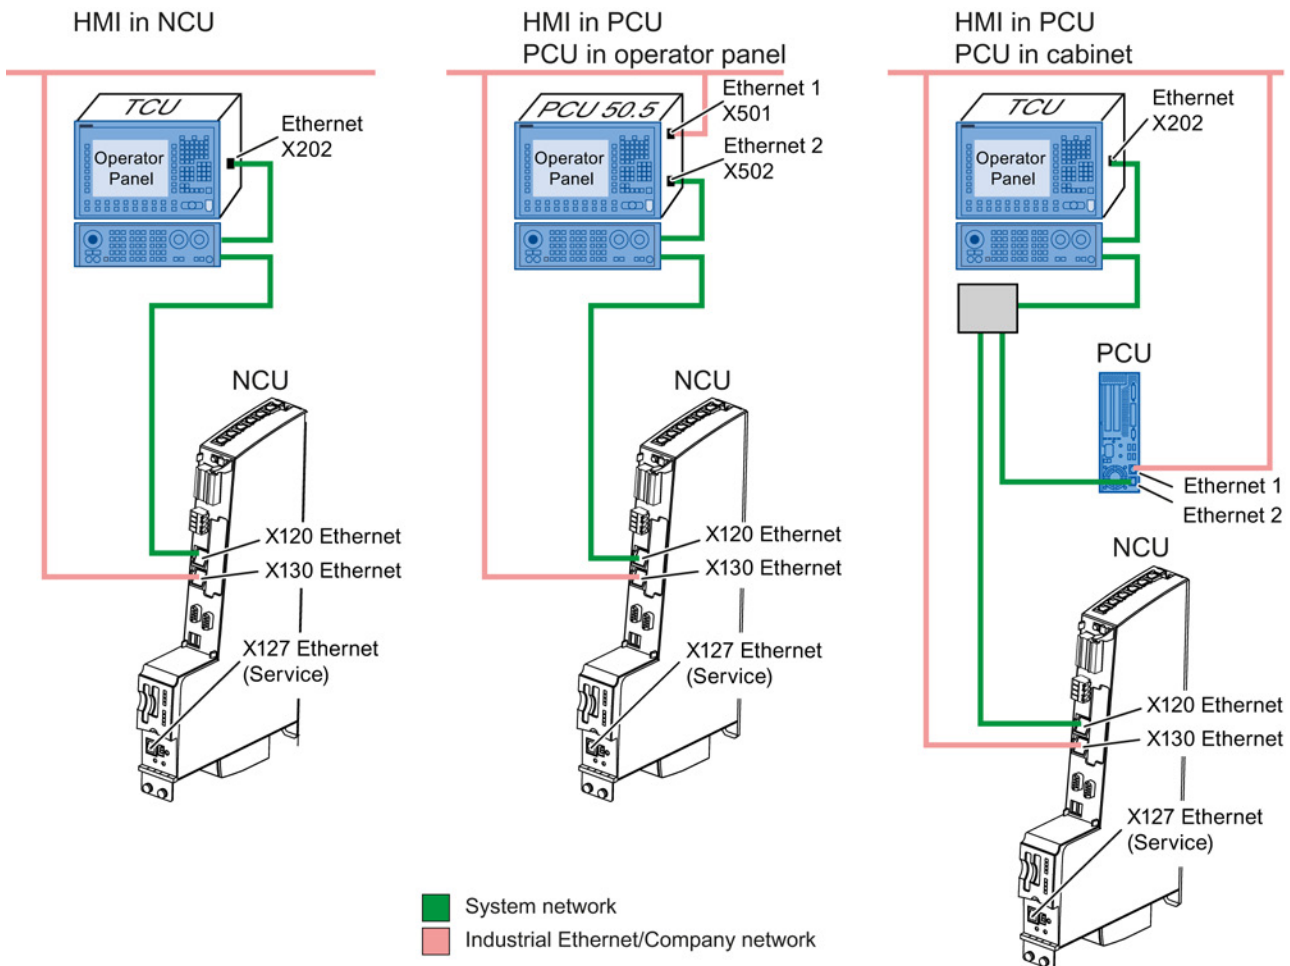 HMI in NCU
TCU
Operator
Panel
Ethernet
X202
NCU
X120 Ethernet
X130 Ethernet
X127 Ethernet
(Service)
HMI in PCU
PCU in operator panel
PCU 50.5
Operator
Panel
Ethernet 1
X501
Ethernet 2
X502
NCU
X120 Ethernet
X130 Ethernet
X127 Ethernet
(Service)
HMI in PCU
PCU in cabinet
TCU
Operator
Panel
Ethernet
X202
PCU
Ethernet 1
Ethernet 2
NCU
X120 Ethernet
X130 Ethernet
X127 Ethernet
(Service)
System network
Industrial Ethernet/Company network